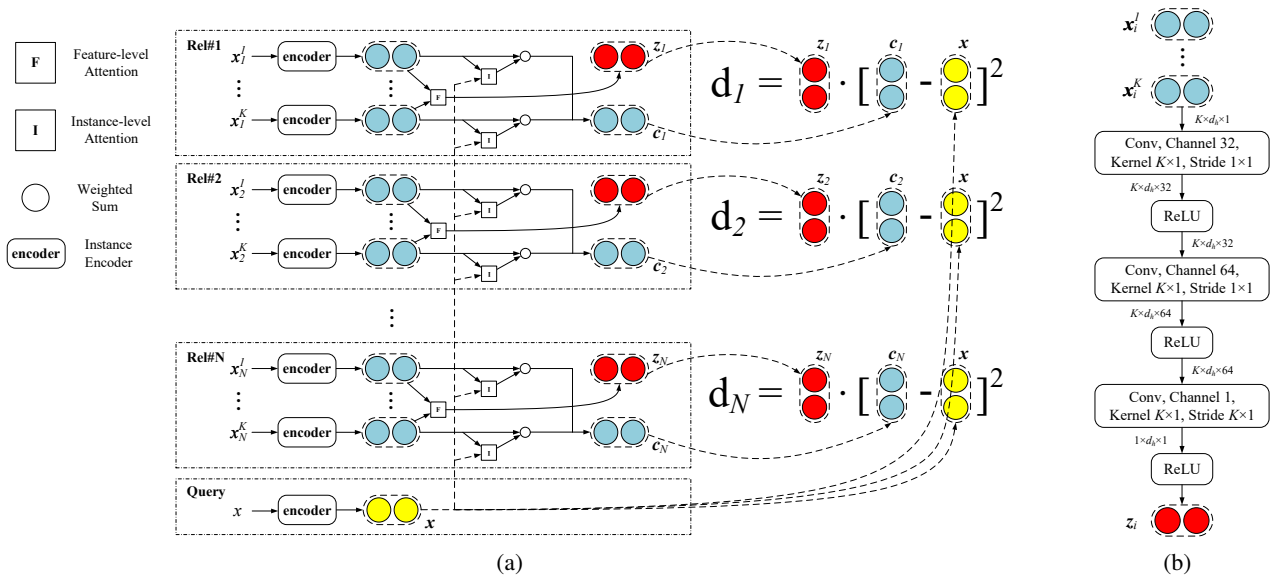 F
Feature-level
Attention
I
Instance-level
Attention
Weighted
Sum
encoder
Instance
Encoder
Rel#1
x_1^1
encoder
⋮
F
I
I
x_1^K
encoder
z_1
c_1
d_1 = z_1 · [ c_1 - x ]^2
Rel#2
x_2^1
encoder
⋮
F
I
I
x_2^K
encoder
z_2
c_2
d_2 = z_2 · [ c_2 - x ]^2
⋮
Rel#N
x_N^1
encoder
⋮
F
I
I
x_N^K
encoder
z_N
c_N
d_N = z_N · [ c_N - x ]^2
Query
x
encoder
x
(a)
x_i^1
⋮
x_i^K
K×d_h×1
Conv, Channel 32,
Kernel K×1, Stride 1×1
K×d_h×32
ReLU
K×d_h×32
Conv, Channel 64,
Kernel K×1, Stride 1×1
K×d_h×64
ReLU
K×d_h×64
Conv, Channel 1,
Kernel K×1, Stride K×1
1×d_h×1
ReLU
z_i
(b)